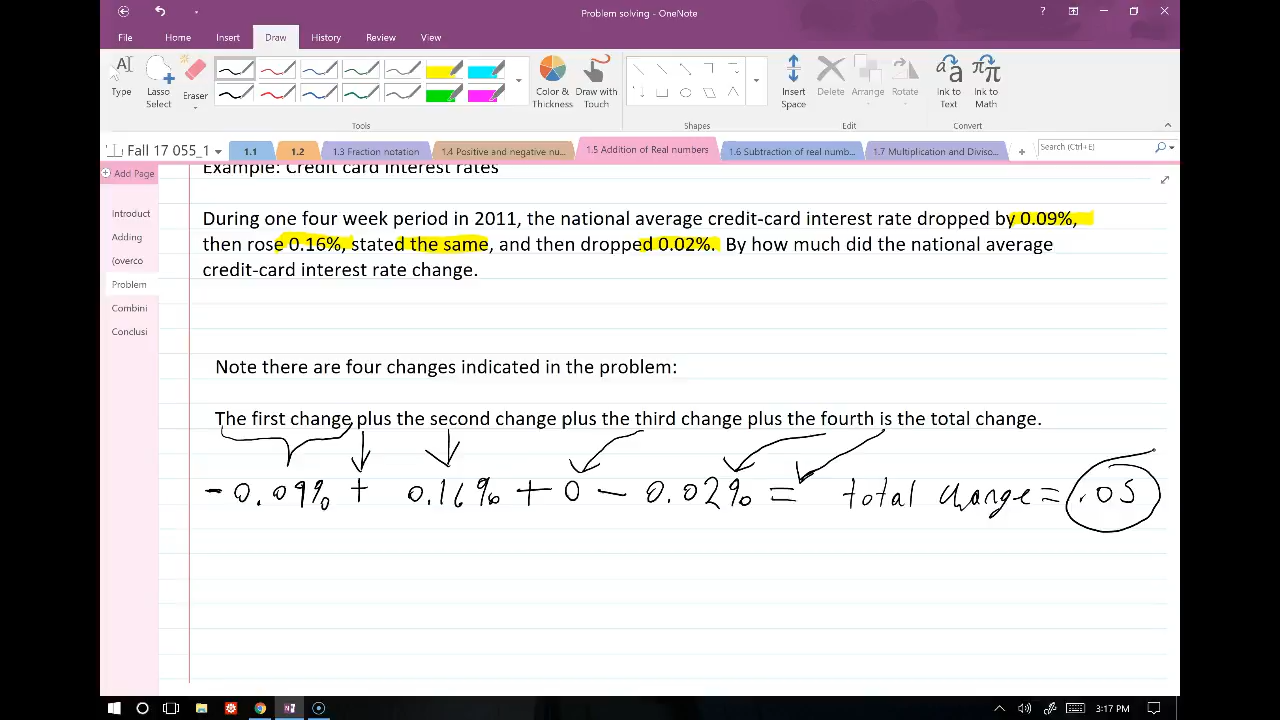 Problem solving - OneNote
?
File Home Insert Draw History Review View
Type
Lasso Select
Eraser
Color & Thickness
Draw with Touch
Insert Space
Delete
Arrange
Rotate
Ink to Text
Ink to Math
Tools Shapes Edit Convert
Fall 17 055_1 1.1 1.2 1.3 Fraction notation 1.4 Positive and negative nu... 1.5 Addition of Real numbers 1.6 Subtraction of real numb... 1.7 Multiplication and Diviso... + Search (Ctrl+E)
Add Page
Introduct
Adding
(overco
Problem
Combini
Conclusi
Example: Credit card interest rates
During one four week period in 2011, the national average credit-card interest rate dropped by 0.09%,
then rose 0.16%, stated the same, and then dropped 0.02%. By how much did the national average
credit-card interest rate change.
Note there are four changes indicated in the problem:
The first change plus the second change plus the third change plus the fourth is the total change.
-0.09% + 0.16% + 0 - 0.02% = total change = .05
3:17 PM